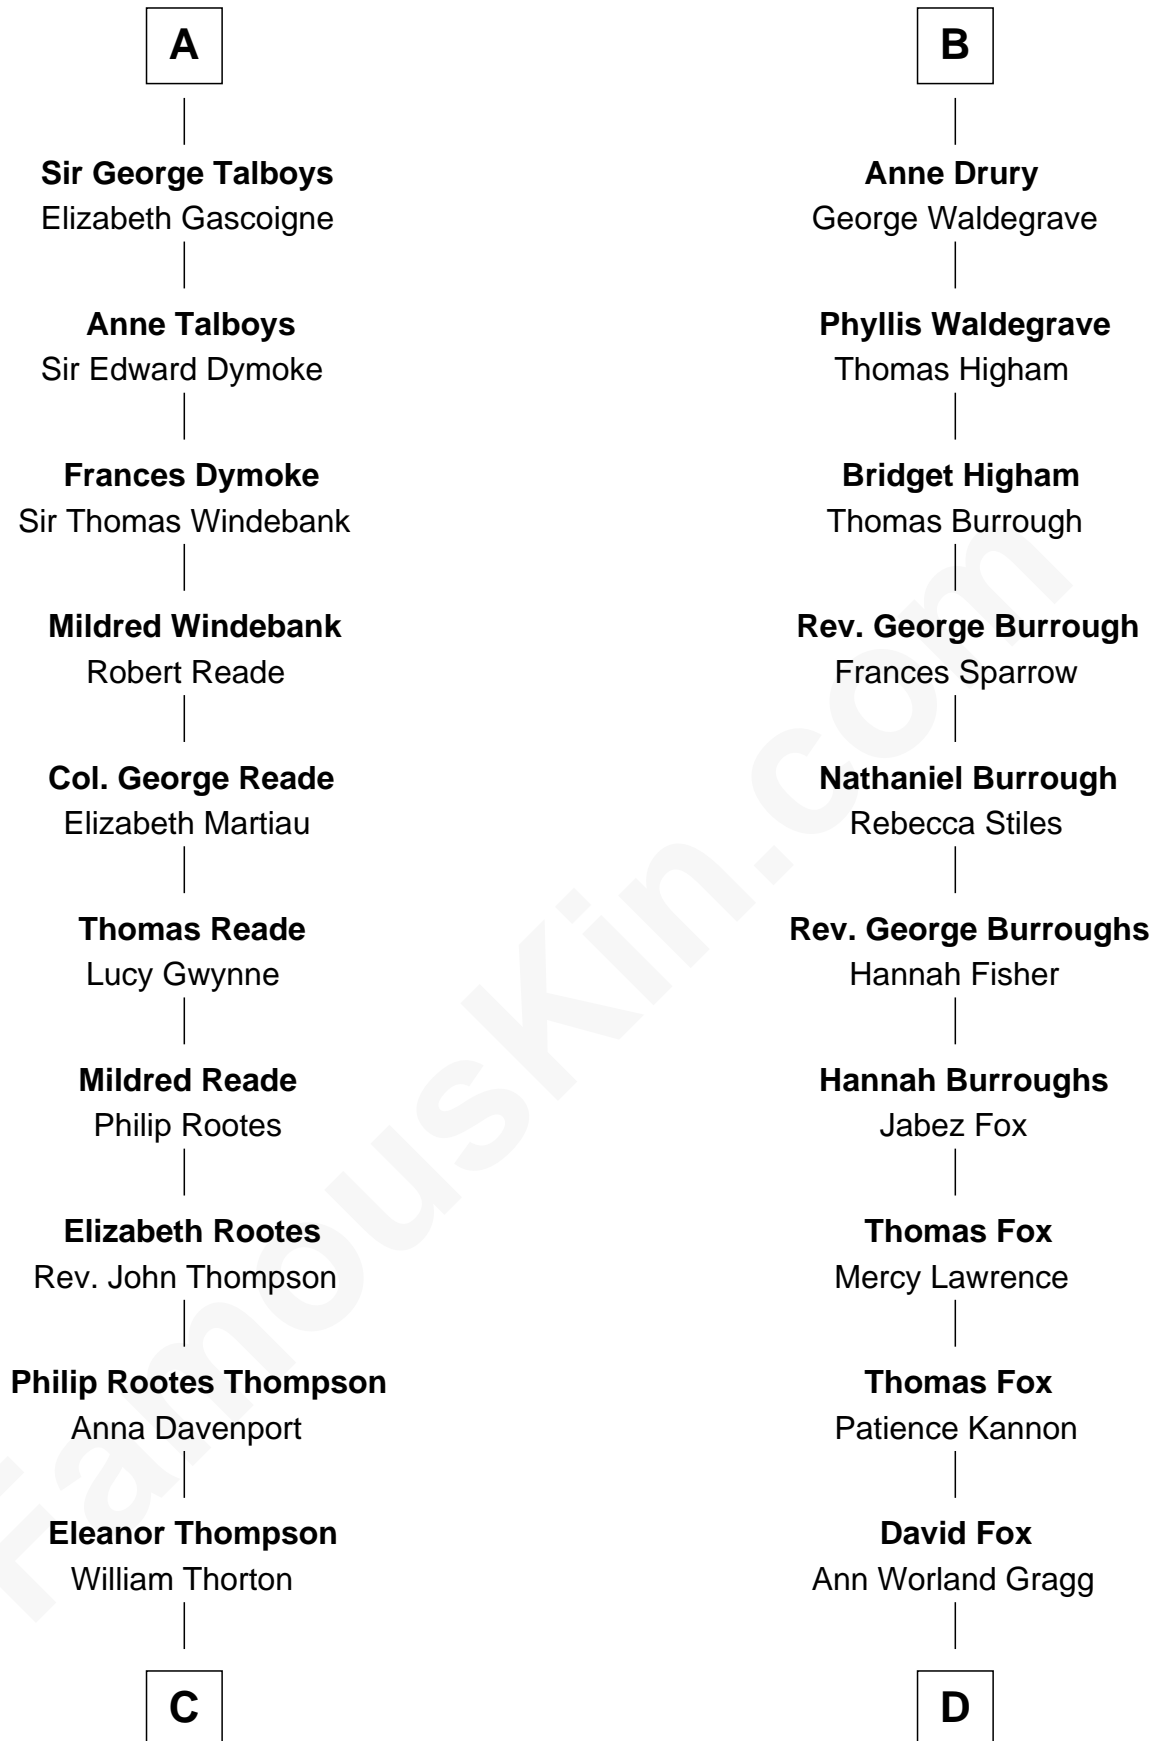 A
Sir George Talboys
Elizabeth Gascoigne
Anne Talboys
Sir Edward Dymoke
Frances Dymoke
Sir Thomas Windebank
Mildred Windebank
Robert Reade
Col. George Reade
Elizabeth Martiau
Thomas Reade
Lucy Gwynne
Mildred Reade
Philip Rootes
Elizabeth Rootes
Rev. John Thompson
Philip Rootes Thompson
Anna Davenport
Eleanor Thompson
William Thorton
C
B
Anne Drury
George Waldegrave
Phyllis Waldegrave
Thomas Higham
Bridget Higham
Thomas Burrough
Rev. George Burrough
Frances Sparrow
Nathaniel Burrough
Rebecca Stiles
Rev. George Burroughs
Hannah Fisher
Hannah Burroughs
Jabez Fox
Thomas Fox
Mercy Lawrence
Thomas Fox
Patience Kannon
David Fox
Ann Worland Gragg
D
FamousKin.com